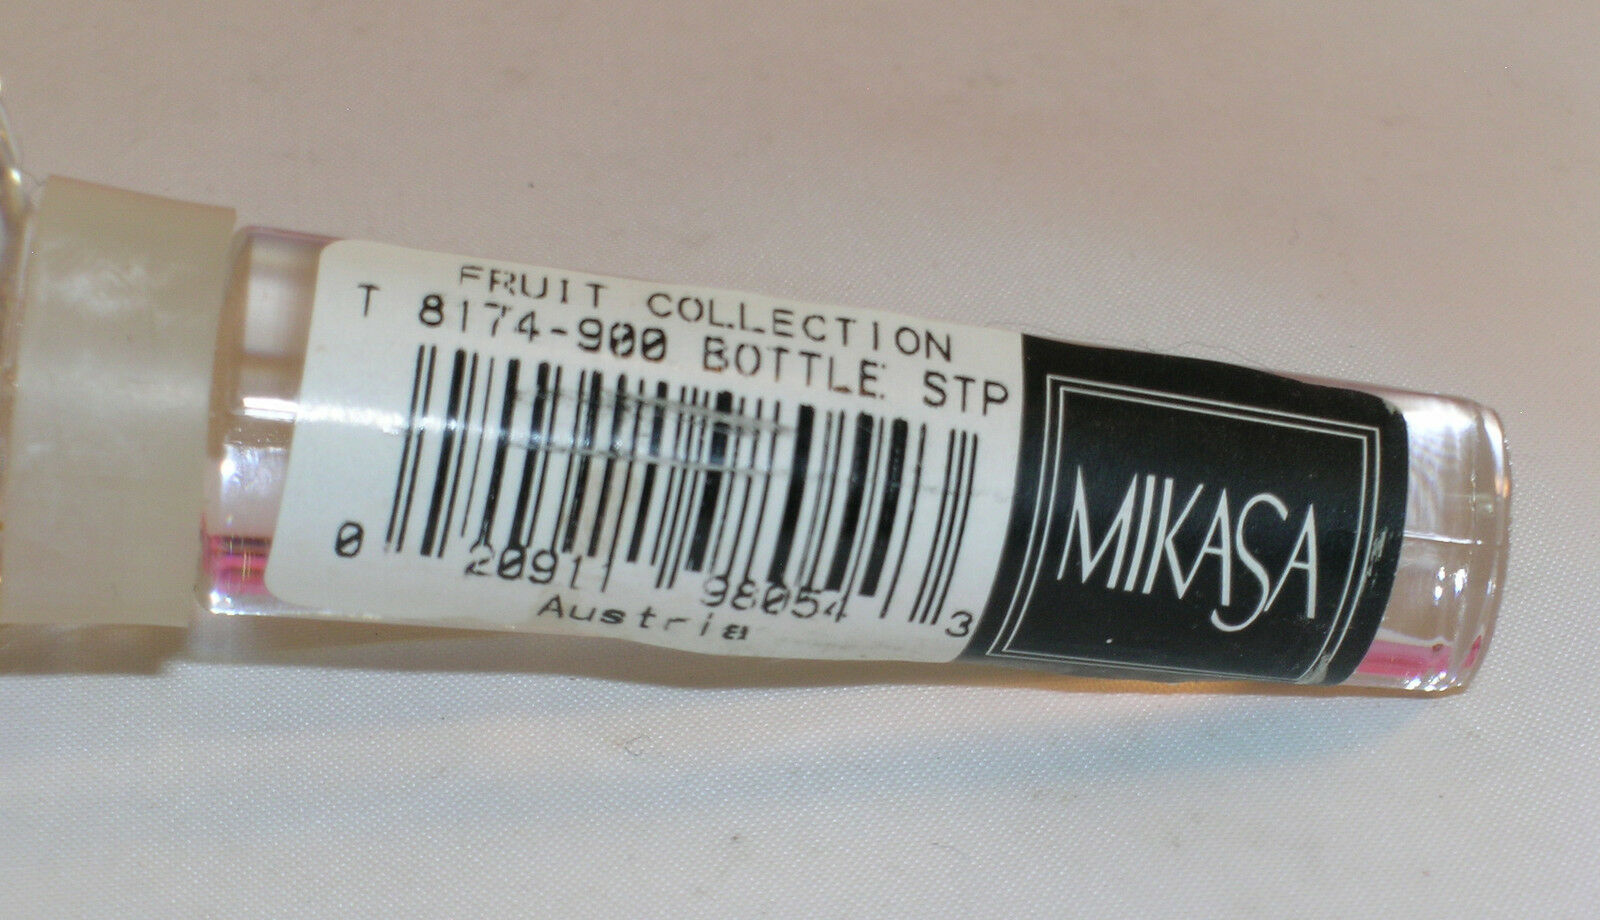 FRUIT COLLECTION
T 8174-900 BOTTLE STP
0 20911 98054 3
Austria
MIKASA